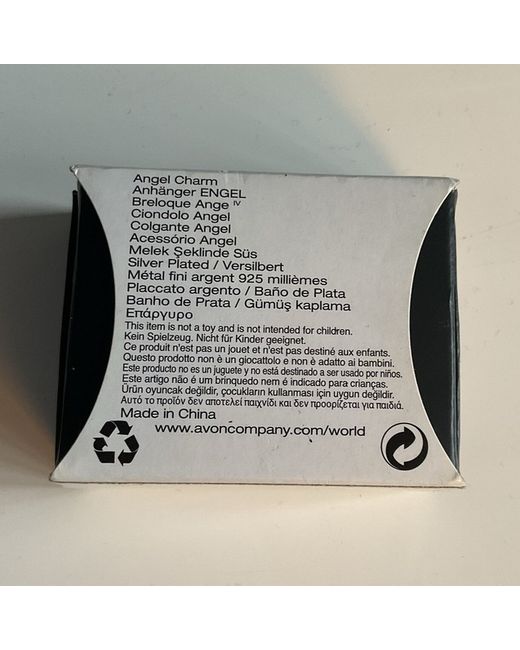 Angel Charm
Anhänger ENGEL
Breloque Ange IV
Ciondolo Angel
Colgante Angel
Acessório Angel
Melek Şeklinde Süs
Silver Plated / Versilbert
Métal fini argent 925 millièmes
Placcato argento / Baño de Plata
Banho de Prata / Gümüş kaplama
Επάργυρο
This item is not a toy and is not intended for children.
Kein Spielzeug. Nicht für Kinder geeignet.
Ce produit n'est pas un jouet et n'est pas destiné aux enfants.
Questo prodotto non è un giocattolo e non è adatto ai bambini.
Este producto no es un juguete y no está destinado a ser usado por niños.
Este artigo não é um brinquedo nem é indicado para crianças.
Ürün oyuncak değildir, çocukların kullanması için uygun değildir.
Αυτό το προϊόν δεν αποτελεί παιχνίδι και δεν προορίζεται για παιδιά.
Made in China
www.avoncompany.com/world